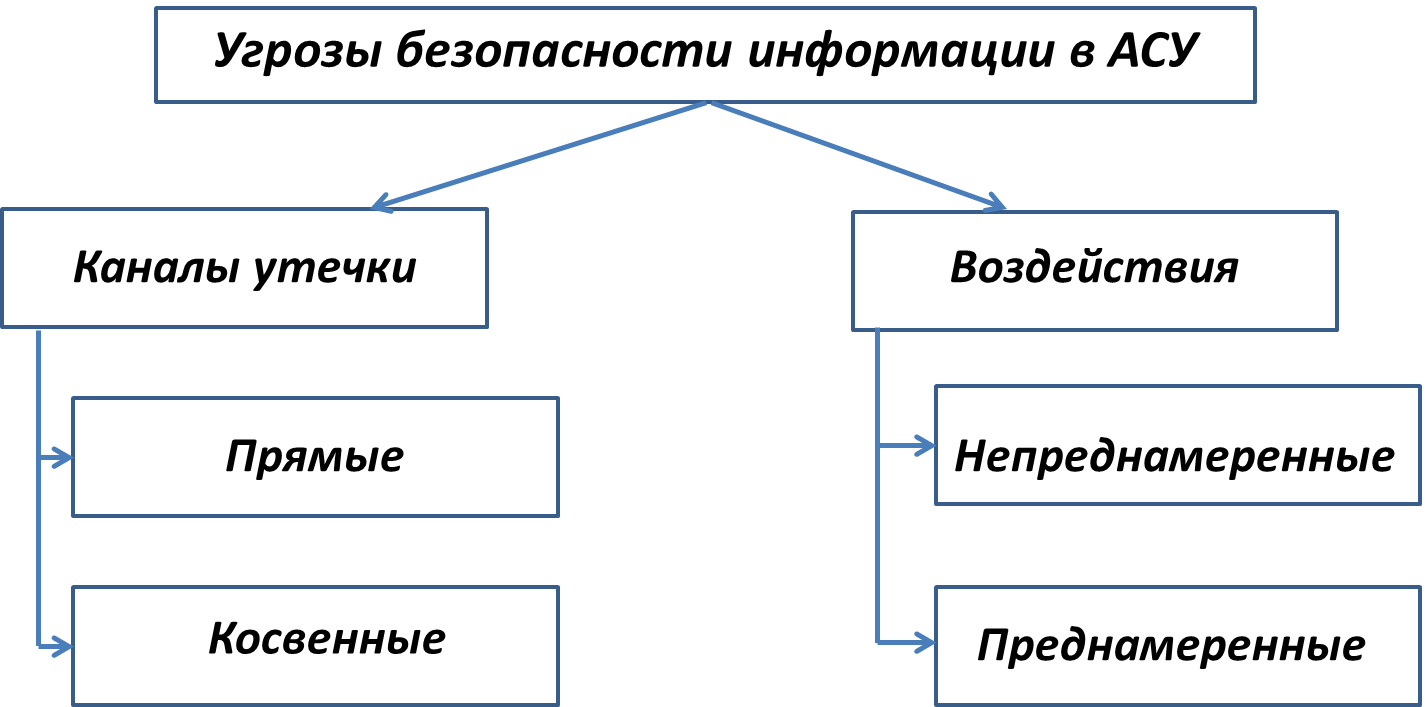 Угрозы безопасности информации в АСУ
Каналы утечки
Прямые
Косвенные
Воздействия
Непреднамеренные
Преднамеренные